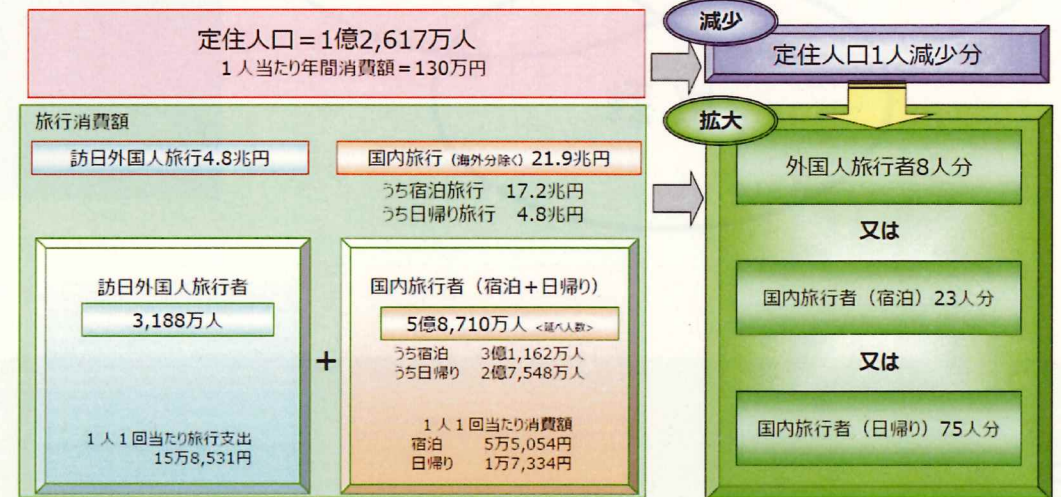 定住人口=1億2,617万人
1人当たり年間消費額=130万円
減少
定住人口1人減少分
旅行消費額
訪日外国人旅行4.8兆円
国内旅行(海外分除く)21.9兆円
うち宿泊旅行 17.2兆円
うち日帰り旅行 4.8兆円
訪日外国人旅行者
3,188万人
1人1回当たり旅行支出
15万8,531円
+
国内旅行者(宿泊+日帰り)
5億8,710万人 <延べ人数>
うち宿泊 3億1,162万人
うち日帰り 2億7,548万人
1人1回当たり消費額
宿泊 5万5,054円
日帰り 1万7,334円
拡大
外国人旅行者8人分
又は
国内旅行者(宿泊)23人分
又は
国内旅行者(日帰り)75人分